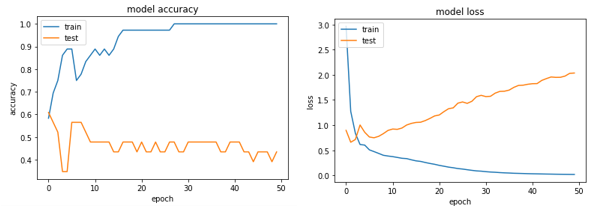 model accuracy
train
test
1.0
0.9
0.8
0.7
0.6
0.5
0.4
accuracy
0 10 20 30 40 50
epoch
model loss
train
test
3.0
2.5
2.0
1.5
1.0
0.5
0.0
loss
0 10 20 30 40 50
epoch